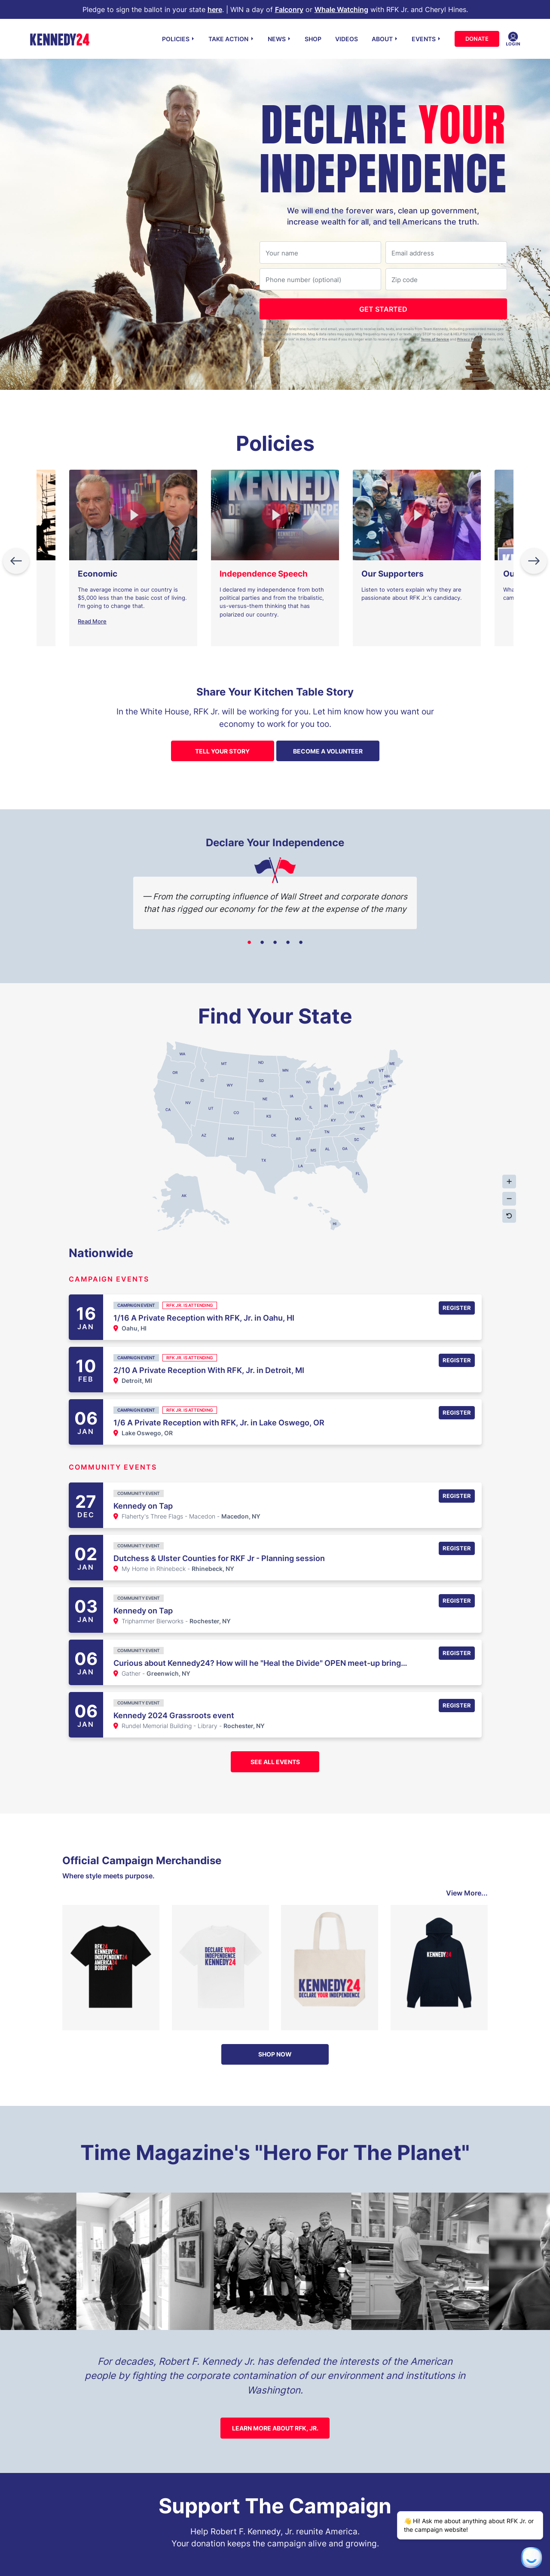 Pledge to sign the ballot in your state here. | WIN a day of Falconry or Whale Watching with RFK Jr. and Cheryl Hines.
KENNEDY24
POLICIES
TAKE ACTION
NEWS
SHOP
VIDEOS
ABOUT
EVENTS
DONATE
LOGIN
DECLARE YOUR
INDEPENDENCE
We will end the forever wars, clean up government,
increase wealth for all, and tell Americans the truth.
Your name
Email address
Phone number (optional)
Zip code
GET STARTED
Terms of Service
Policies
Economic
The average income in our country is
$5,000 less than the basic cost of living.
I'm going to change that.
Read More
Independence Speech
I declared my independence from both
political parties and from the tribalistic,
us-versus-them thinking that has
polarized our country.
Our Supporters
Listen to voters explain why they are
passionate about RFK Jr.'s candidacy.
Ou
Wha
cam
Share Your Kitchen Table Story
In the White House, RFK Jr. will be working for you. Let him know how you want our
economy to work for you too.
TELL YOUR STORY
BECOME A VOLUNTEER
Declare Your Independence
— From the corrupting influence of Wall Street and corporate donors
that has rigged our economy for the few at the expense of the many
Find Your State
WA
MT
ND
MN
ME
OR
ID
WY
SD
WI
MI
NY
VT
NH
MA
CT
RI
CA
NV
UT
CO
NE
IA
IL
IN
OH
PA
NJ
KS
MO
KY
WV
VA
MD
DE
AZ
NM
OK
AR
TN
NC
SC
TX
LA
MS
AL
GA
FL
AK
HI
+
−
Nationwide
CAMPAIGN EVENTS
16
JAN
CAMPAIGN EVENT
RFK JR. IS ATTENDING
1/16 A Private Reception with RFK, Jr. in Oahu, HI
Oahu, HI
REGISTER
10
FEB
CAMPAIGN EVENT
RFK JR. IS ATTENDING
2/10 A Private Reception With RFK, Jr. in Detroit, MI
Detroit, MI
REGISTER
06
JAN
CAMPAIGN EVENT
RFK JR. IS ATTENDING
1/6 A Private Reception with RFK, Jr. in Lake Oswego, OR
Lake Oswego, OR
REGISTER
COMMUNITY EVENTS
27
DEC
COMMUNITY EVENT
Kennedy on Tap
Flaherty's Three Flags - Macedon - Macedon, NY
REGISTER
02
JAN
COMMUNITY EVENT
Dutchess & Ulster Counties for RKF Jr - Planning session
My Home in Rhinebeck - Rhinebeck, NY
REGISTER
03
JAN
COMMUNITY EVENT
Kennedy on Tap
Triphammer Bierworks - Rochester, NY
REGISTER
06
JAN
COMMUNITY EVENT
Curious about Kennedy24? How will he "Heal the Divide" OPEN meet-up bring...
Gather - Greenwich, NY
REGISTER
06
JAN
COMMUNITY EVENT
Kennedy 2024 Grassroots event
Rundel Memorial Building - Library - Rochester, NY
REGISTER
SEE ALL EVENTS
Official Campaign Merchandise
Where style meets purpose.
View More...
RFK24
KENNEDY24
INDEPENDENT24
AMERICA24
BOBBY24
DECLARE YOUR
INDEPENDENCE
KENNEDY24
KENNEDY24
DECLARE YOUR INDEPENDENCE
KENNEDY24
SHOP NOW
Time Magazine's "Hero For The Planet"
For decades, Robert F. Kennedy Jr. has defended the interests of the American
people by fighting the corporate contamination of our environment and institutions in
Washington.
LEARN MORE ABOUT RFK, JR.
Support The Campaign
Help Robert F. Kennedy, Jr. reunite America.
Your donation keeps the campaign alive and growing.
👋 Hi! Ask me about anything about RFK Jr. or
the campaign website!